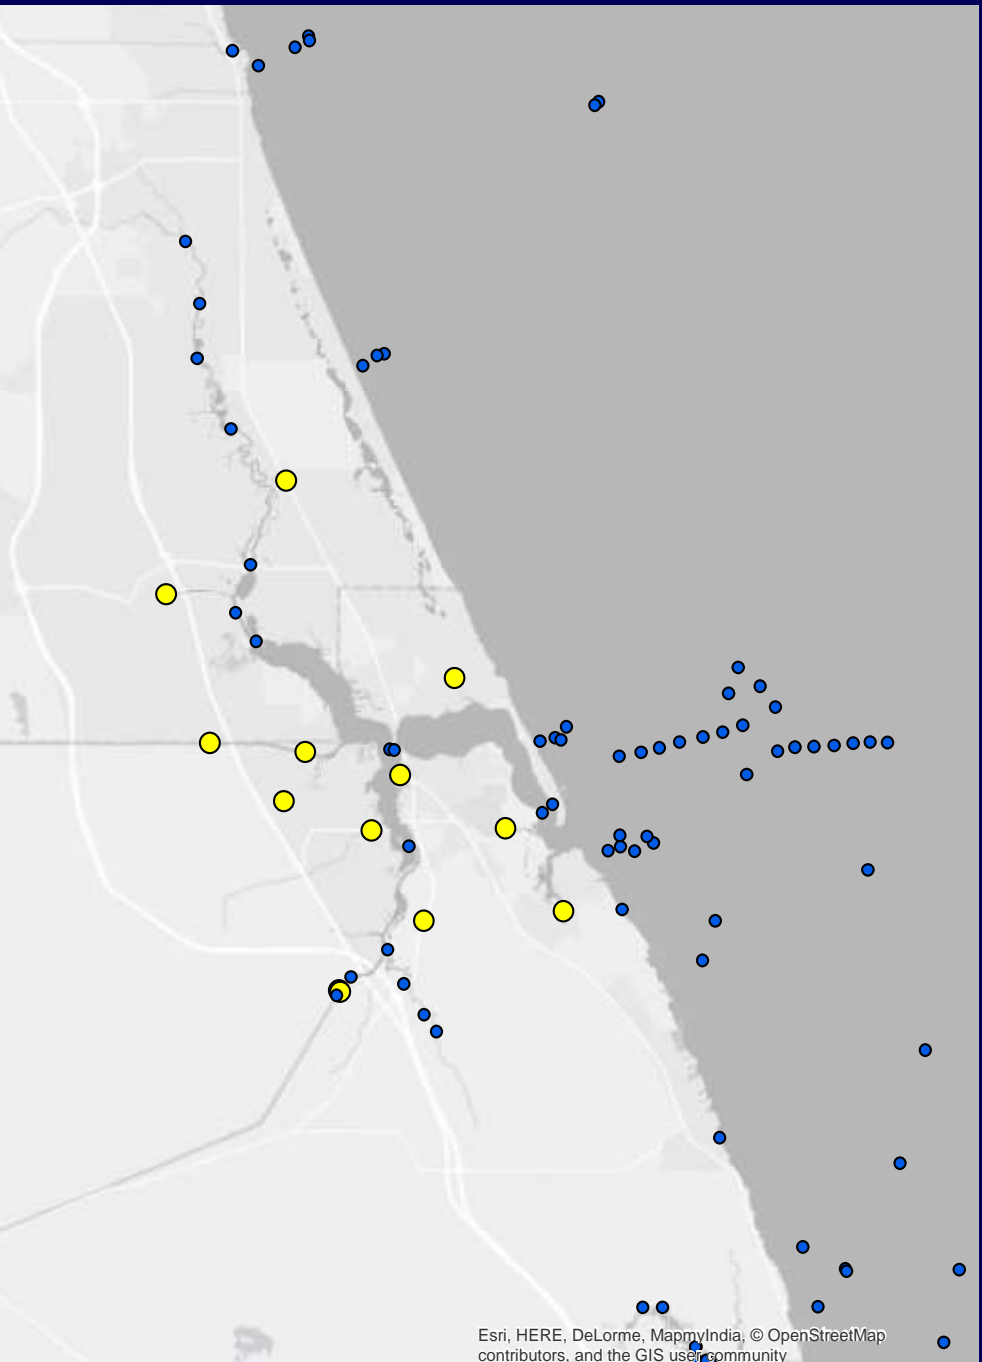 Esri, HERE, DeLorme, MapmyIndia, © OpenStreetMap
contributors, and the GIS user community